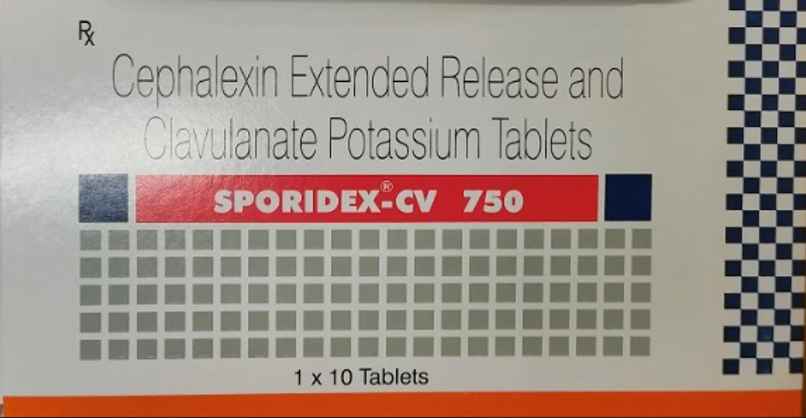 Rx
Cephalexin Extended Release and
Clavulanate Potassium Tablets
SPORIDEX®-CV 750
1 x 10 Tablets